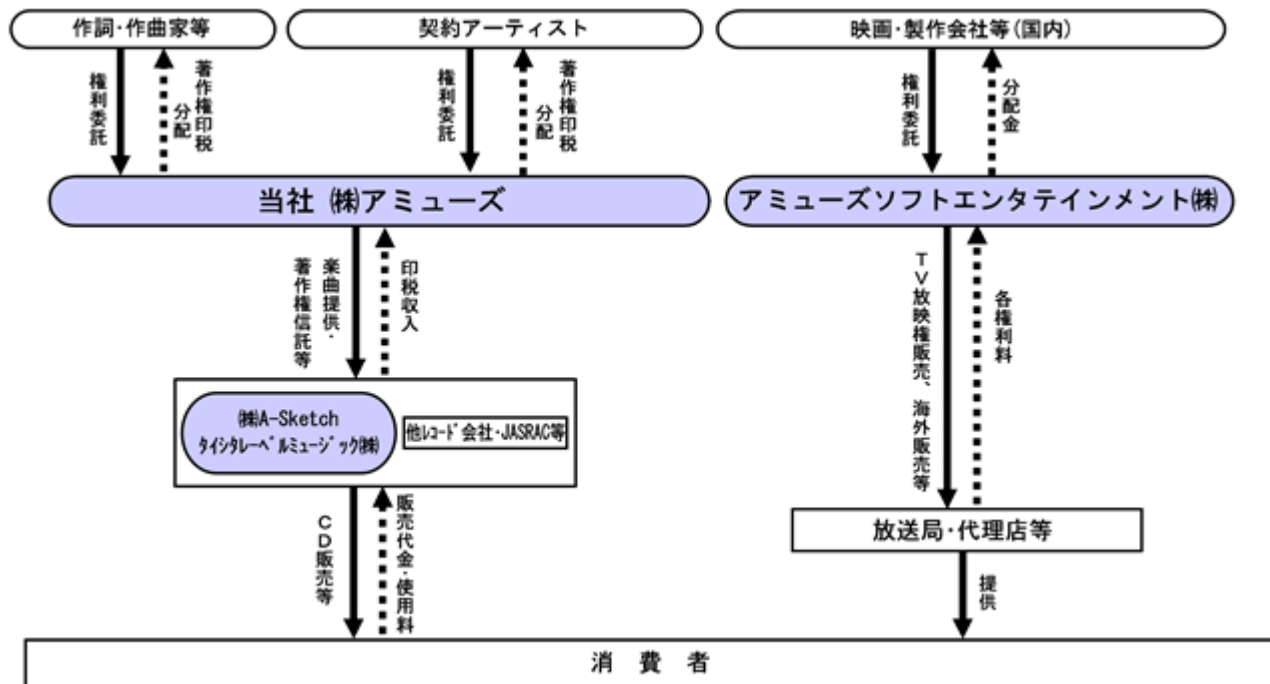 作詞・作曲家等
契約アーティスト
映画・製作会社等(国内)
権利委託
著作権印税
分配
権利委託
著作権印税
分配
権利委託
分配金
当社 ㈱アミューズ
アミューズソフトエンタテインメント㈱
楽曲提供・
著作権信託等
印税収入
TV放映権販売、海外販売等
各権利料
㈱A-Sketch
タイシタレーベルミュージック㈱
他レコード会社・JASRAC等
CD販売等
販売代金・使用料
放送局・代理店等
提供
消 費 者